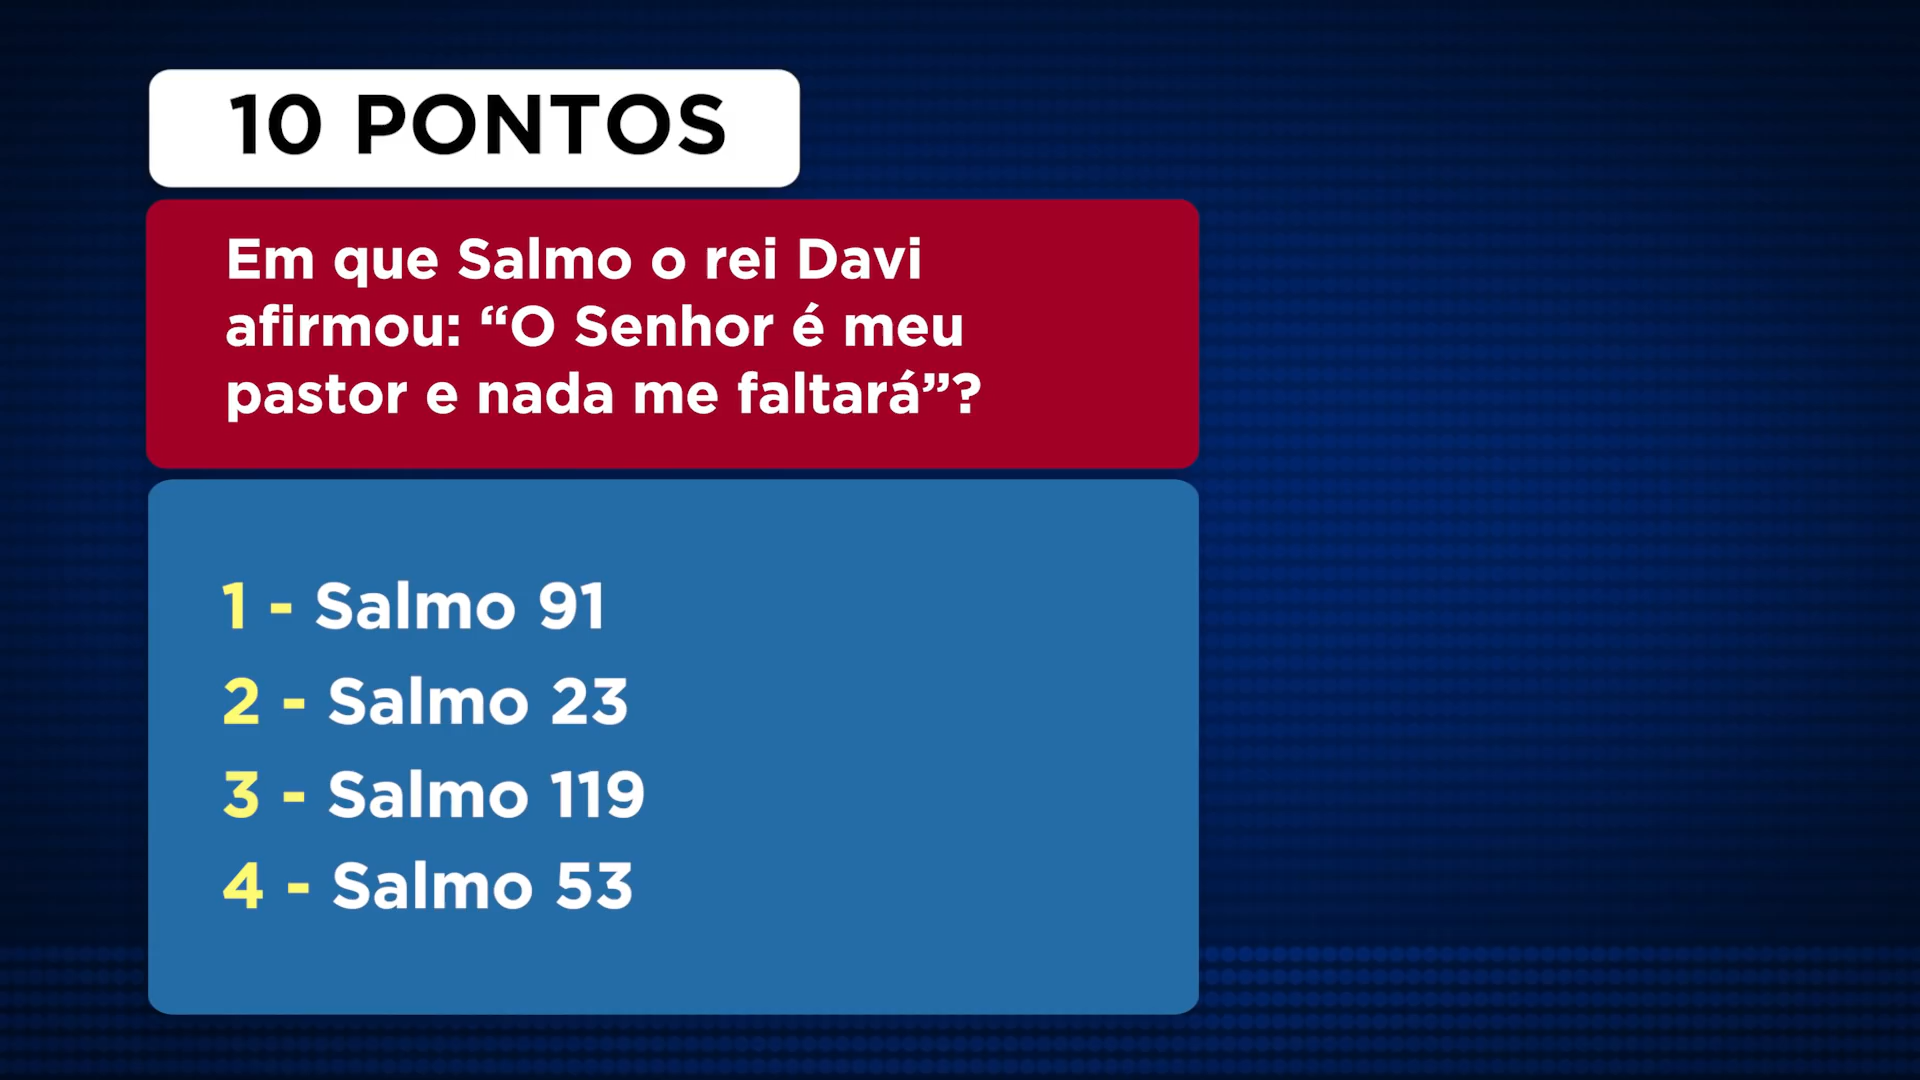 10 PONTOS
Em que Salmo o rei Davi
afirmou: “O Senhor é meu
pastor e nada me faltará”?
1 - Salmo 91
2 - Salmo 23
3 - Salmo 119
4 - Salmo 53